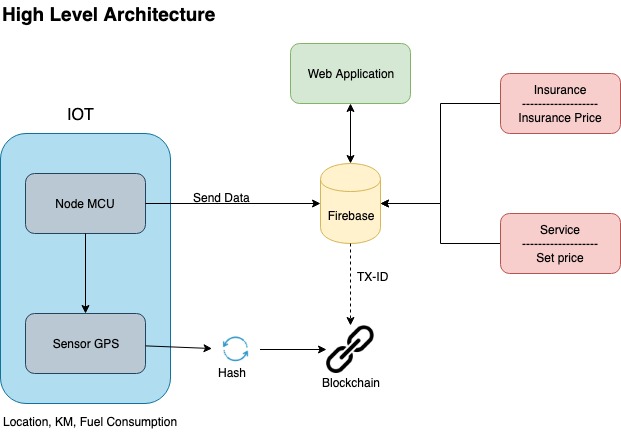 High Level Architecture
Web Application
Insurance
--------------------
Insurance Price
IOT
Node MCU
Send Data
Firebase
Service
--------------------
Set price
TX-ID
Sensor GPS
Hash
Blockchain
Location, KM, Fuel Consumption